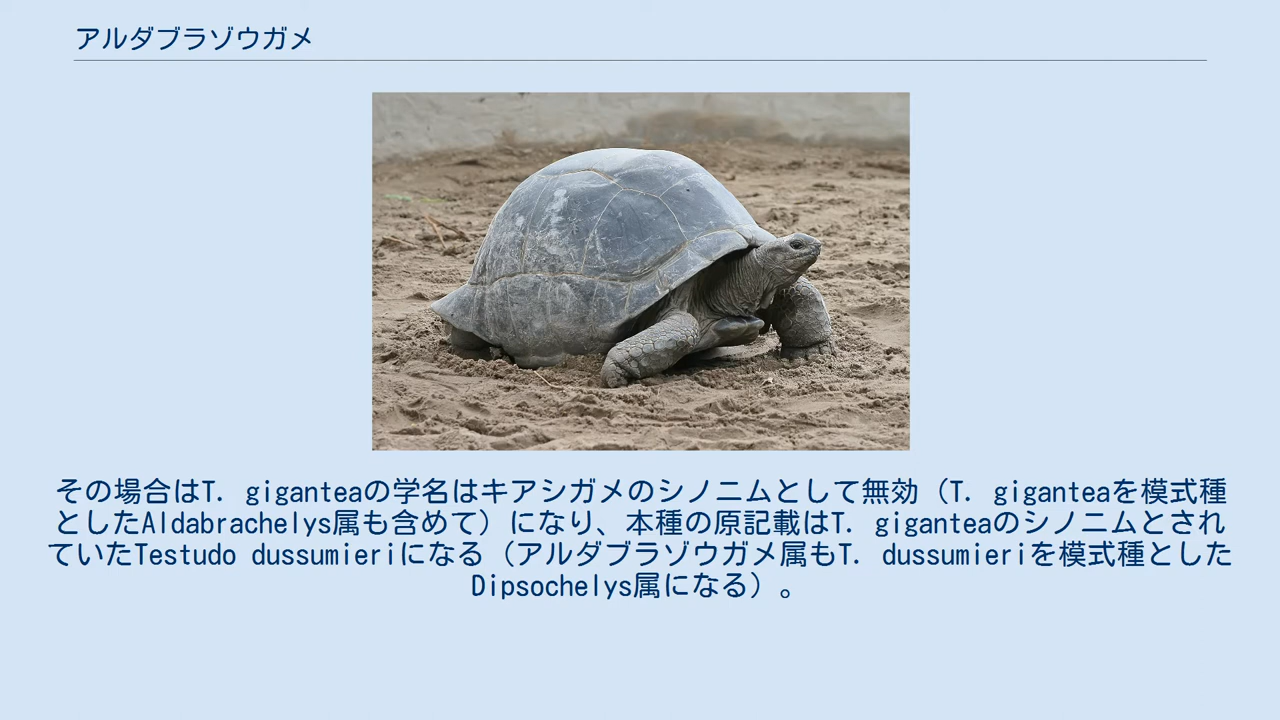 アルダブラゾウガメ
その場合はT. giganteaの学名はキアシガメのシノニムとして無効（T. giganteaを模式種
としたAldabrachelys属も含めて）になり、本種の原記載はT. giganteaのシノニムとされ
ていたTestudo dussumieriになる（アルダブラゾウガメ属もT. dussumieriを模式種とした
Dipsochelys属になる）。